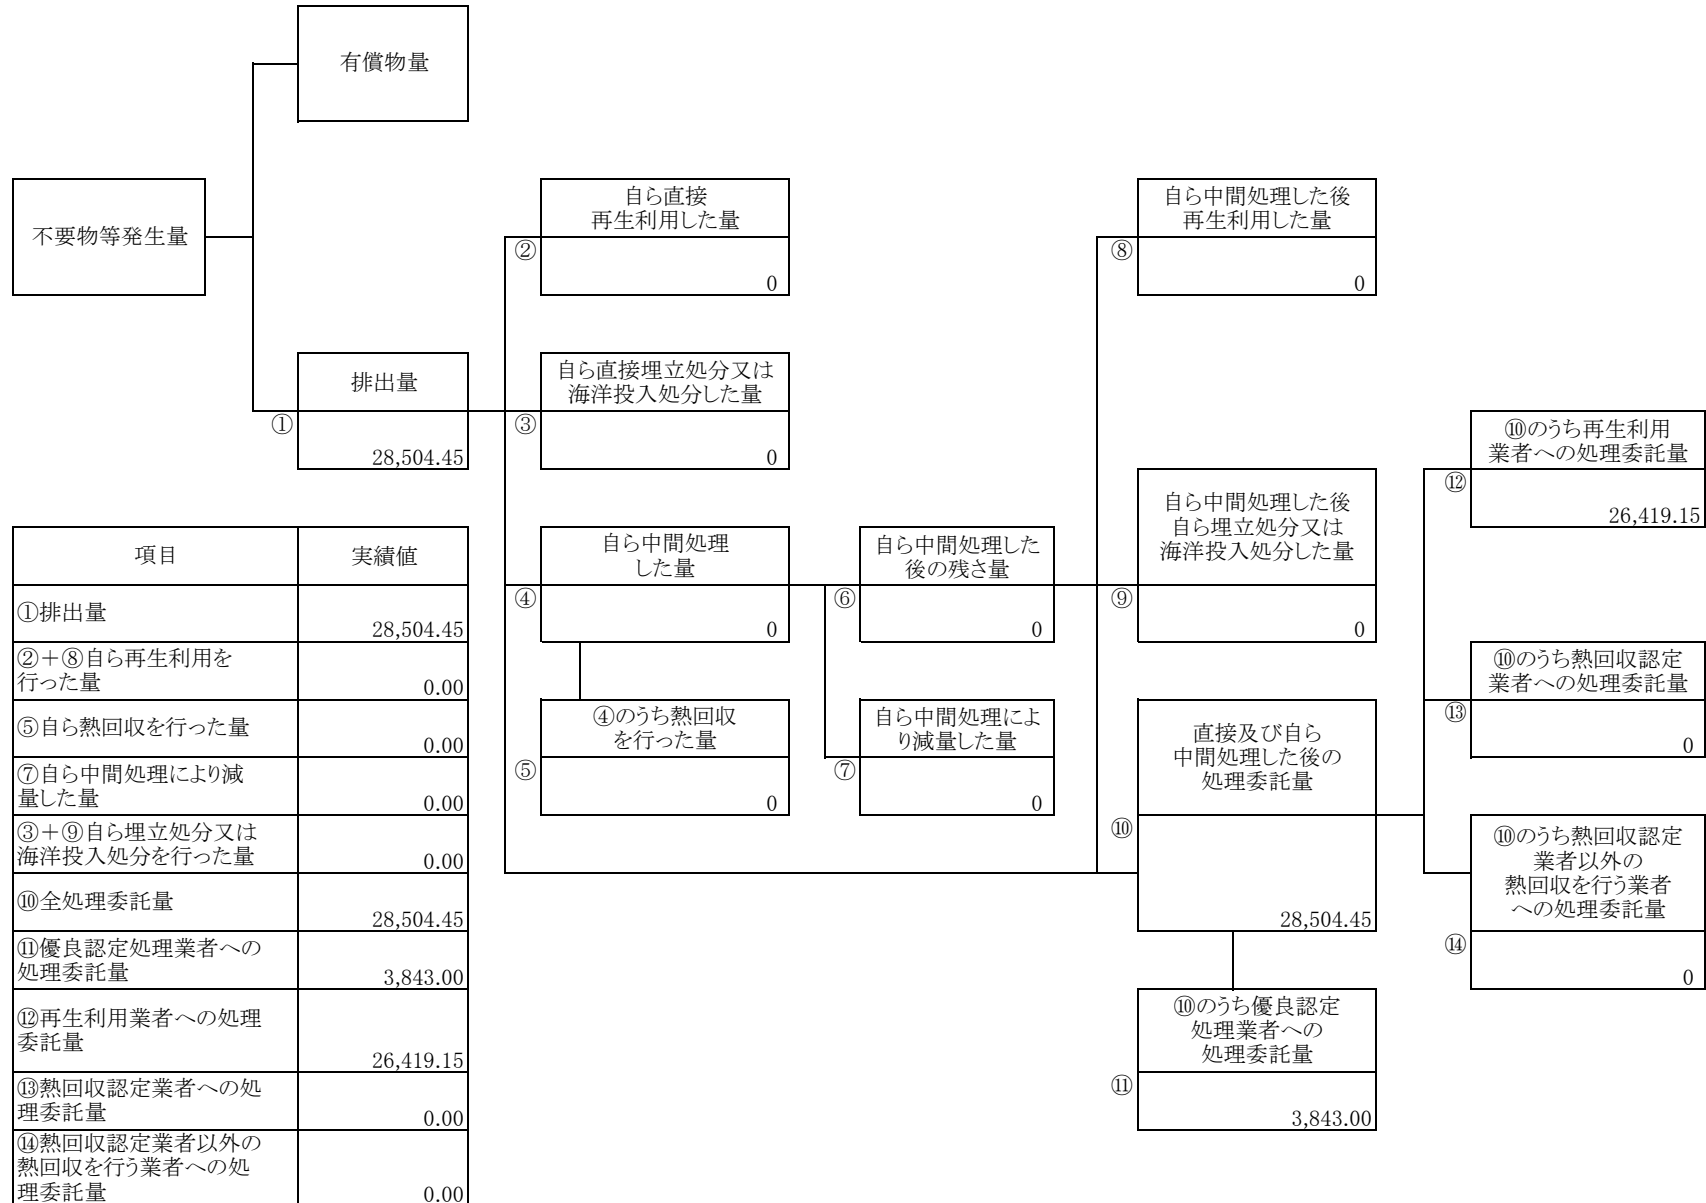 有償物量
不要物等発生量
自ら直接
再生利用した量
②
0
自ら中間処理した後
再生利用した量
⑧
0
排出量
①
28,504.45
自ら直接埋立処分又は
海洋投入処分した量
③
0
⑩のうち再生利用
業者への処理委託量
⑫
26,419.15
自ら中間処理
した量
④
0
自ら中間処理した
後の残さ量
⑥
0
自ら中間処理した後
自ら埋立処分又は
海洋投入処分した量
⑨
0
⑩のうち熱回収認定
業者への処理委託量
⑬
0
④のうち熱回収
を行った量
⑤
0
自ら中間処理によ
り減量した量
⑦
0
直接及び自ら
中間処理した後の
処理委託量
⑩
28,504.45
⑩のうち熱回収認定
業者以外の
熱回収を行う業者
への処理委託量
⑭
0
⑩のうち優良認定
処理業者への
処理委託量
⑪
3,843.00
項目 実績値
①排出量
28,504.45
②+⑧自ら再生利用を
行った量
0.00
⑤自ら熱回収を行った量
0.00
⑦自ら中間処理により減
量した量
0.00
③+⑨自ら埋立処分又は
海洋投入処分を行った量
0.00
⑩全処理委託量
28,504.45
⑪優良認定処理業者への
処理委託量
3,843.00
⑫再生利用業者への処理
委託量
26,419.15
⑬熱回収認定業者への処
理委託量
0.00
⑭熱回収認定業者以外の
熱回収を行う業者への処
理委託量
0.00